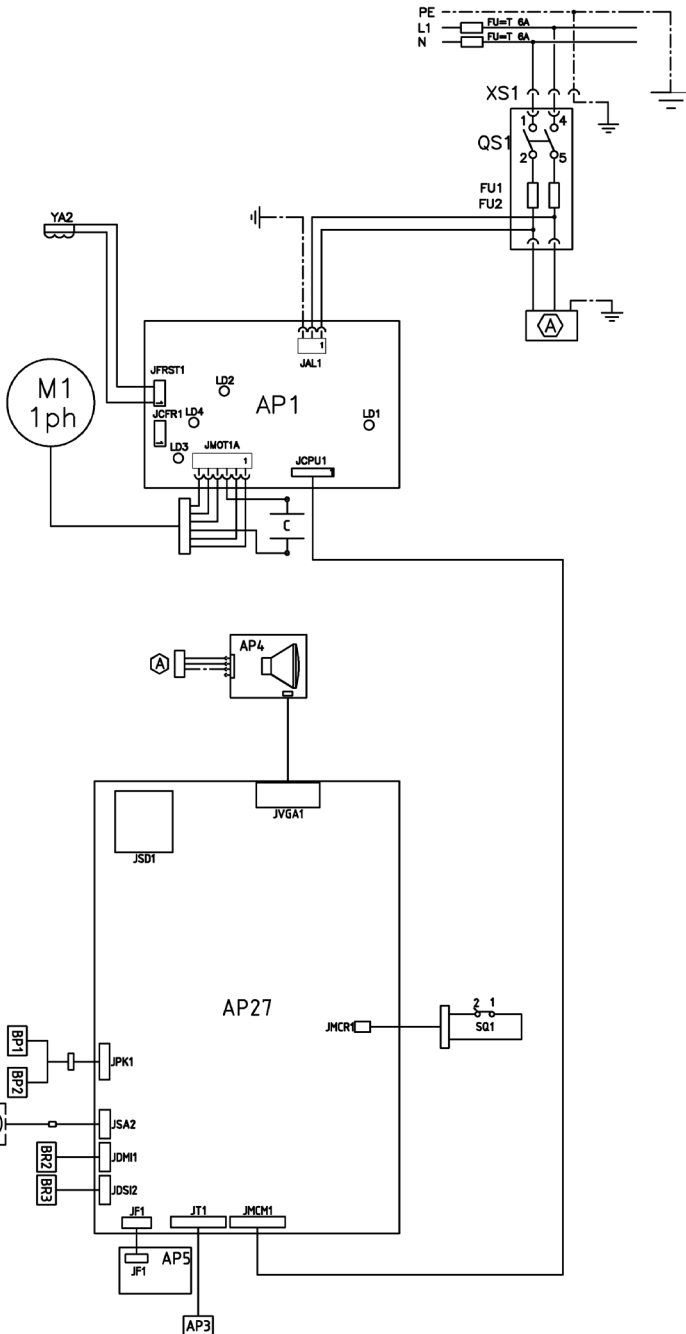 PE
L1 FU=T 6A
N FU=T 6A
XS1
1 4
QS1
2 5
FU1
FU2
YA2
A
1
JAL1
JFRST1
1
LD2
M1
1ph
AP1
JCFR1
1
LD4
LD1
LD3
JMOT1A
1
JCPU1
C
AP4
A
JVGA1
JSD1
AP27
JMCR1
2 1
SQ1
BP1
BP2
JPK1
JSA2
BR2
JDMI1
BR3
JDSI2
JF1
JT1
JMCM1
JF1
AP5
AP3